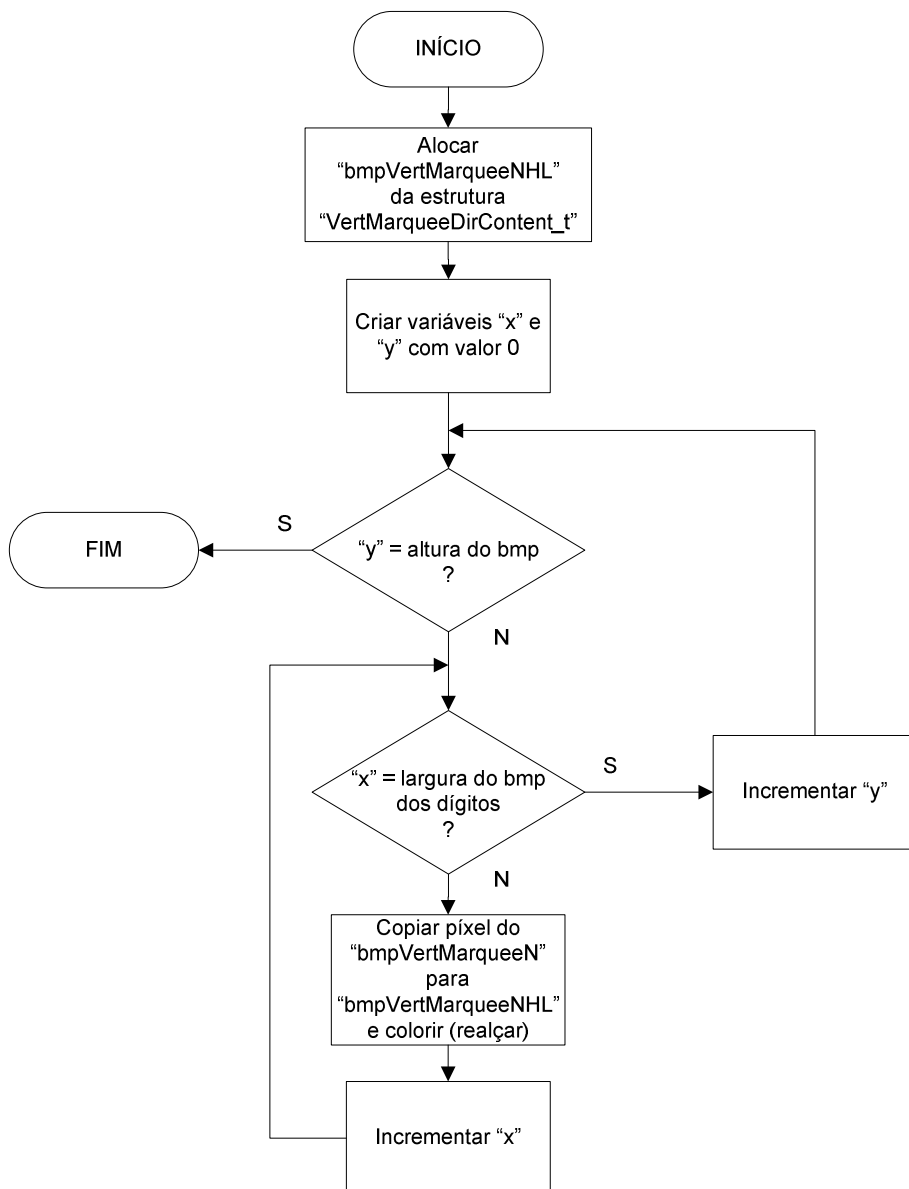 INÍCIO
Alocar
“bmpVertMarqueeNHL”
da estrutura
“VertMarqueeDirContent_t”
Criar variáveis “x” e
“y” com valor 0
S
FIM
“y” = altura do bmp
?
N
“x” = largura do bmp
dos dígitos
?
S
Incrementar “y”
N
Copiar píxel do
“bmpVertMarqueeN”
para
“bmpVertMarqueeNHL”
e colorir (realçar)
Incrementar “x”